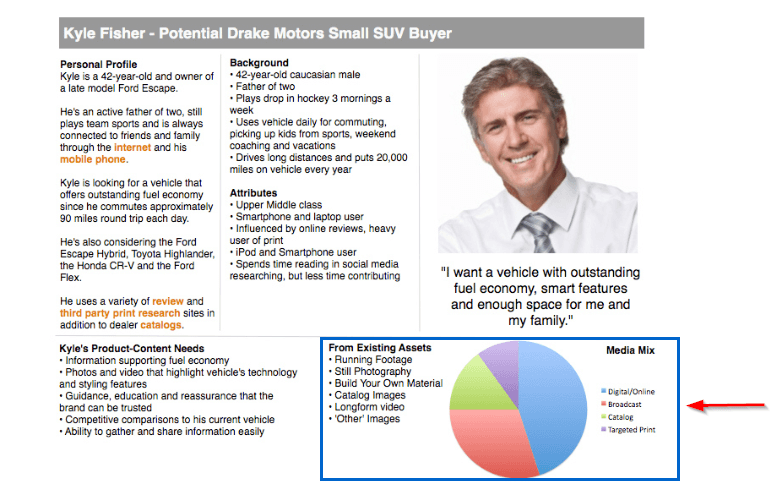 Kyle Fisher - Potential Drake Motors Small SUV Buyer
Personal Profile
Kyle is a 42-year-old and owner of
a late model Ford Escape.
He's an active father of two, still
plays team sports and is always
connected to friends and family
through the internet and his
mobile phone.
Kyle is looking for a vehicle that
offers outstanding fuel economy
since he commutes approximately
90 miles round trip each day.
He's also considering the Ford
Escape Hybrid, Toyota Highlander,
the Honda CR-V and the Ford
Flex.
He uses a variety of review and
third party print research sites in
addition to dealer catalogs.
Background
• 42-year-old caucasian male
• Father of two
• Plays drop in hockey 3 mornings a
week
• Uses vehicle daily for commuting,
picking up kids from sports, weekend
coaching and vacations
• Drives long distances and puts 20,000
miles on vehicle every year
Attributes
• Upper Middle class
• Smartphone and laptop user
• Influenced by online reviews, heavy
user of print
• iPod and Smartphone user
• Spends time reading in social media
researching, but less time contributing
"I want a vehicle with outstanding
fuel economy, smart features
and enough space for me and
my family."
Kyle's Product-Content Needs
• Information supporting fuel economy
• Photos and video that highlight vehicle's technology
and styling features
• Guidance, education and reassurance that the
brand can be trusted
• Competitive comparisons to his current vehicle
• Ability to gather and share information easily
From Existing Assets
• Running Footage
• Still Photography
• Build Your Own Material
• Catalog Images
• Longform video
• 'Other' Images
Media Mix
Digital/Online
Broadcast
Catalog
Targeted Print